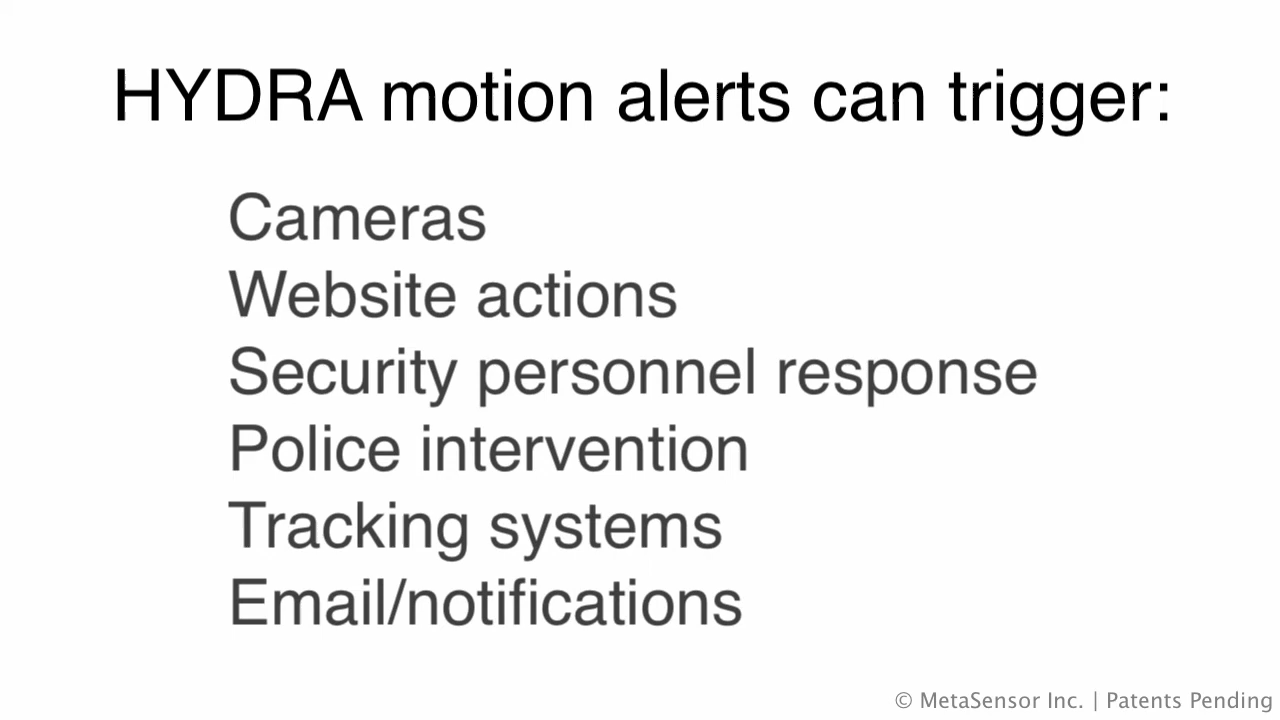 HYDRA motion alerts can trigger:
Cameras
Website actions
Security personnel response
Police intervention
Tracking systems
Email/notifications
© MetaSensor Inc. | Patents Pending